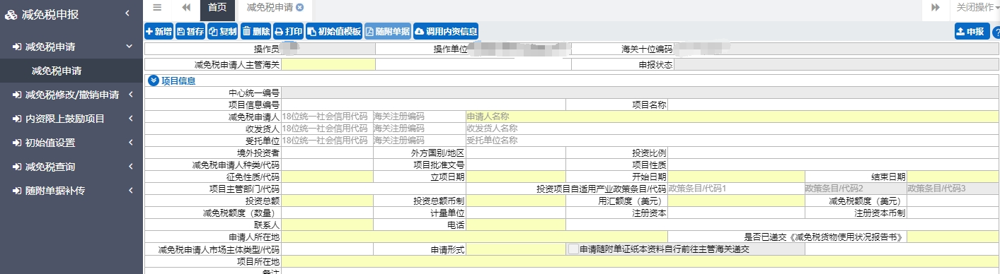 减免税申报
减免税申请
减免税申请
减免税修改/撤销申请
内资限上鼓励项目
初始值设置
减免税查询
随附单据补传
首页 减免税申请 关闭操作
新增 暂存 复制 删除 打印 初始值模板 随附单据 调用内资信息 申报
操作员 操作单位 海关十位编码
减免税申请人主管海关 申报状态
项目信息
中心统一编号
项目信息编号 项目名称
减免税申请人 18位统一社会信用代码 海关注册编码 申请人名称
收发货人 18位统一社会信用代码 海关注册编码 收发货人名称
受托单位 18位统一社会信用代码 海关注册编码 受托单位名称
境外投资者 外方国别/地区 投资比例
减免税申请人种类/代码 项目批准文号 项目性质
征免性质/代码 立项日期 开始日期 结束日期
项目主管部门/代码 投资项目自适用产业政策条目/代码 政策条目/代码1 政策条目/代码2 政策条目/代码3
投资总额 投资总额币制 用汇额度（美元） 减免税额度（美元）
减免税额度（数量） 计量单位 注册资本 注册资本币制
联系人 电话
申请人所在地 是否已递交《减免税货物使用状况报告书》
减免税申请人市场主体类型/代码 申请形式 申请随附单证纸本资料自行前往主管海关递交
项目所在地
备注